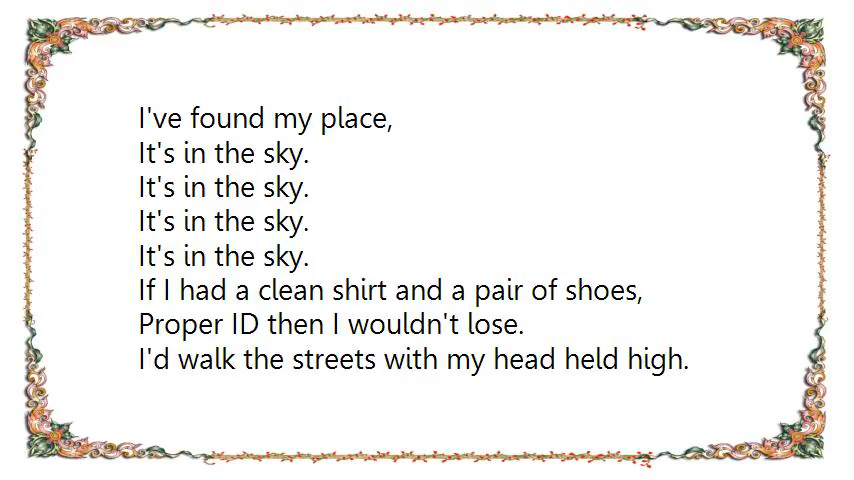 I've found my place,
It's in the sky.
It's in the sky.
It's in the sky.
It's in the sky.
If I had a clean shirt and a pair of shoes,
Proper ID then I wouldn't lose.
I'd walk the streets with my head held high.